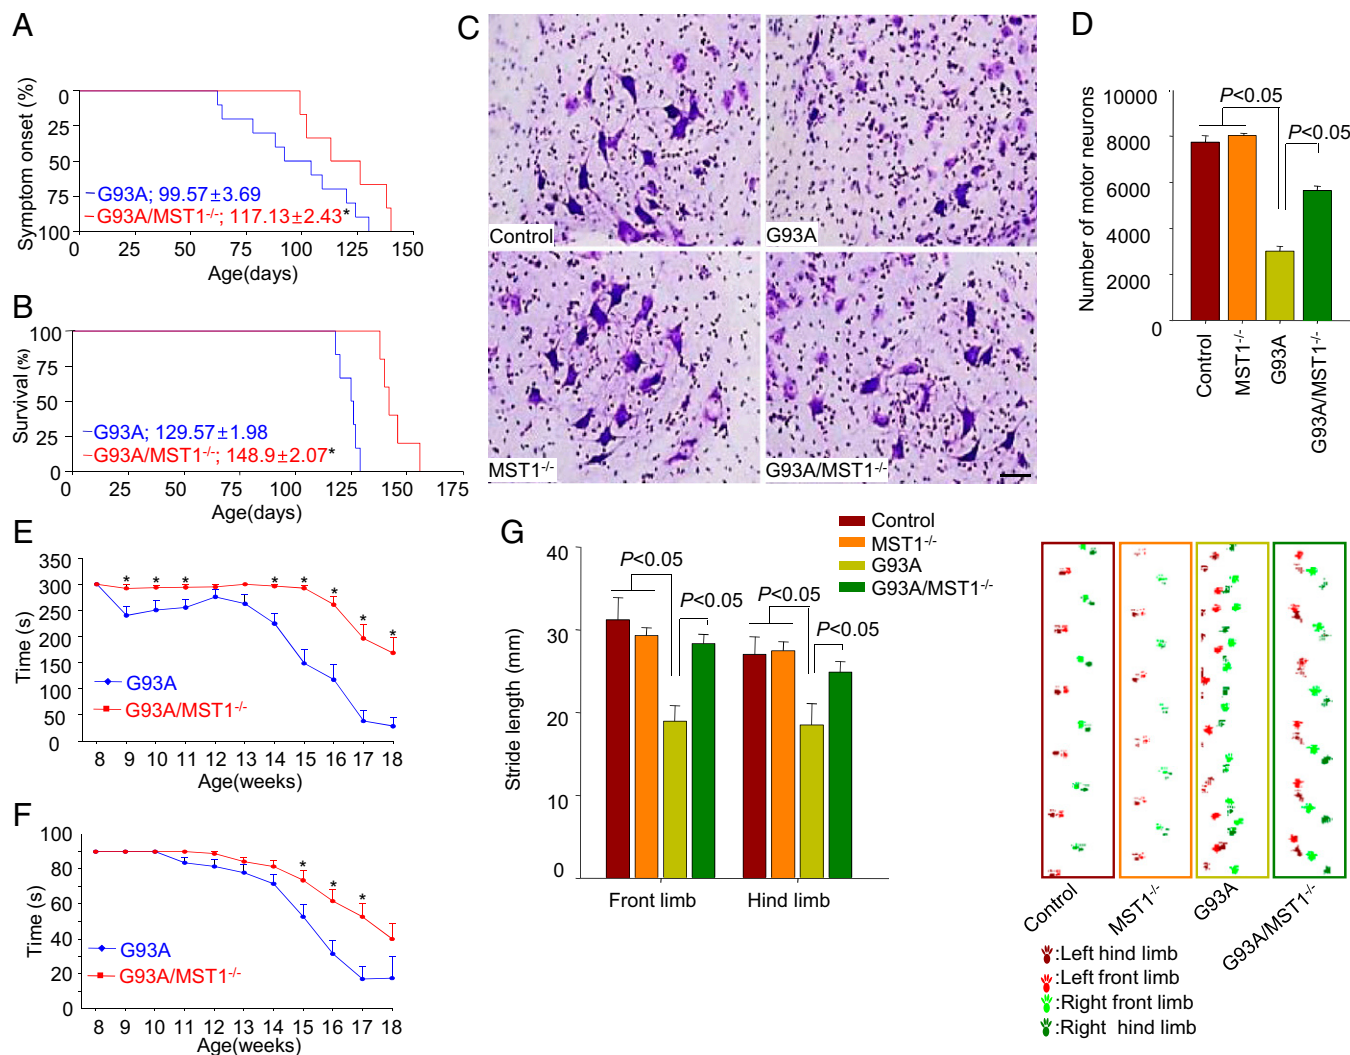 A
Symptom onset (%)
0
25
50
75
100
G93A; 99.57±3.69
G93A/MST1-/-; 117.13±2.43*
0 25 50 75 100 125 150
Age(days)
B
Survival (%)
100
75
50
25
0
G93A; 129.57±1.98
G93A/MST1-/-; 148.9±2.07*
0 25 50 75 100 125 150 175
Age(days)
C
Control
G93A
MST1-/-
G93A/MST1-/-
D
Number of motor neurons
10000
8000
6000
4000
2000
0
P<0.05
P<0.05
Control
MST1-/-
G93A
G93A/MST1-/-
E
Time (s)
350
300
250
200
150
300
150
100
50
0
* * * * * * * *
G93A
G93A/MST1-/-
8 9 10 11 12 13 14 15 16 17 18
Age(weeks)
F
Time (s)
100
80
60
40
20
0
* * *
G93A
G93A/MST1-/-
8 9 10 11 12 13 14 15 16 17 18
Age(weeks)
G
Control
MST1-/-
G93A
G93A/MST1-/-
Stride length (mm)
40
30
20
10
0
P<0.05
P<0.05
P<0.05
P<0.05
Front limb
Hind limb
Control
MST1-/-
G93A
G93A/MST1-/-
:Left hind limb
:Left front limb
:Right front limb
:Right hind limb